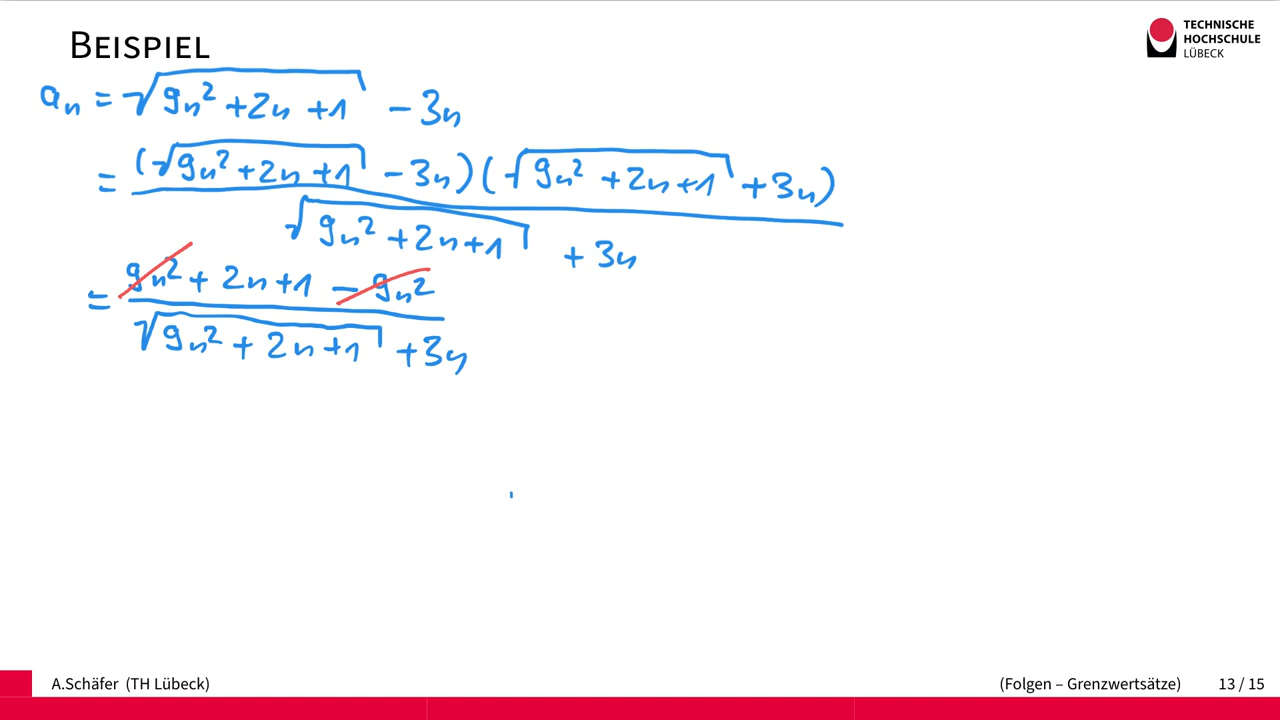 BEISPIEL
TECHNISCHE
HOCHSCHULE
LÜBECK
aₙ = √(9n² + 2n + 1) − 3n
= (√(9n² + 2n + 1) − 3n)(√(9n² + 2n + 1) + 3n)
√(9n² + 2n + 1) + 3n
= 9n² + 2n + 1 − 9n²
√(9n² + 2n + 1) + 3n
A.Schäfer (TH Lübeck)
(Folgen – Grenzwertsätze)
13 / 15